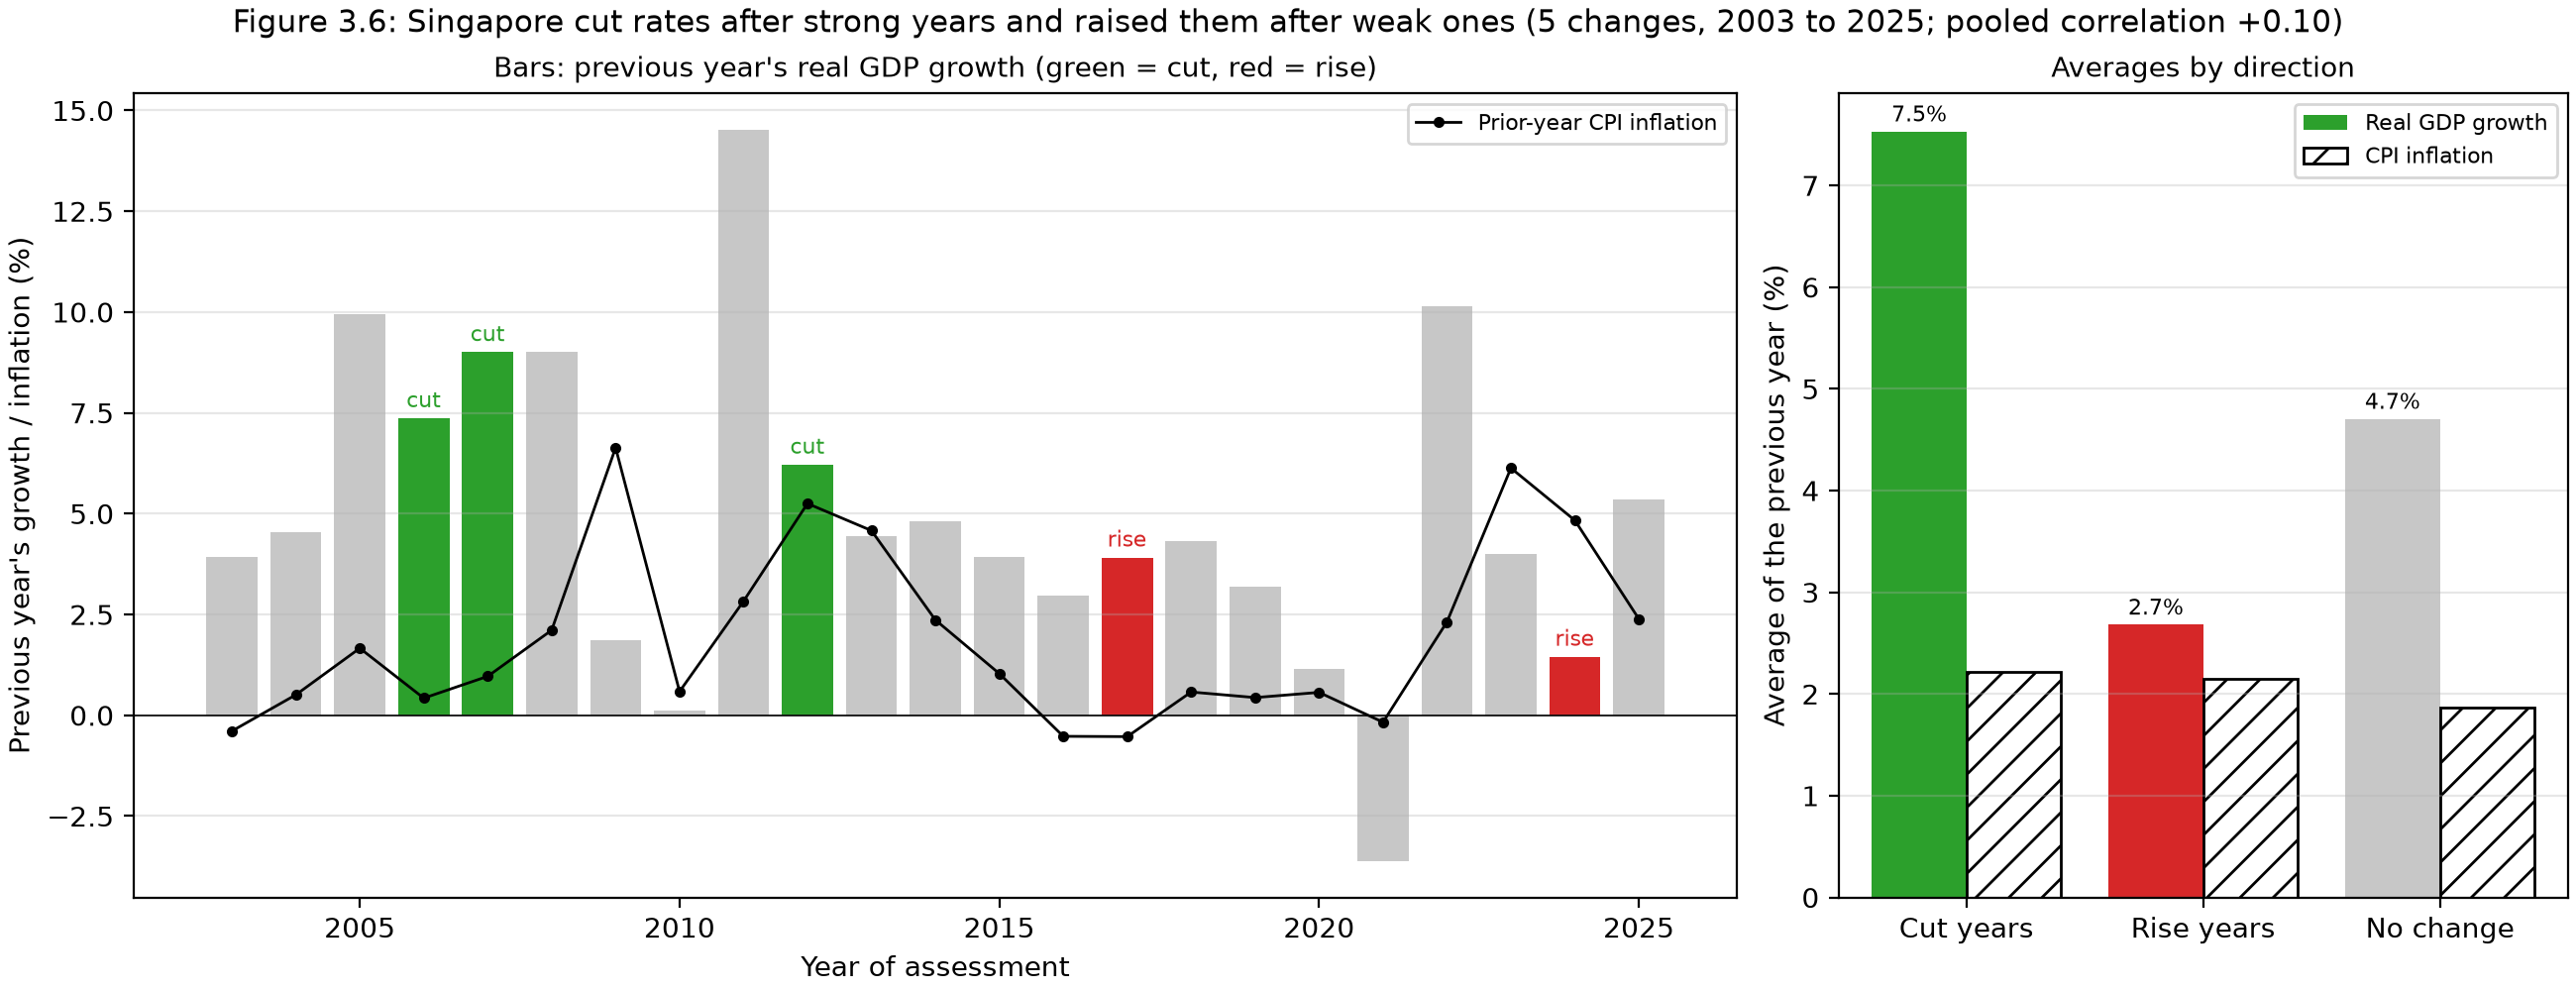 Figure 3.6: Singapore cut rates after strong years and raised them after weak ones (5 changes, 2003 to 2025; pooled correlation +0.10)
Bars: previous year's real GDP growth (green = cut, red = rise)
Previous year's growth / inflation (%)
15.0
12.5
10.0
7.5
5.0
2.5
0.0
−2.5
Prior-year CPI inflation
cut
cut
cut
rise
rise
2005
2010
2015
2020
2025
Year of assessment
Averages by direction
Average of the previous year (%)
7
6
5
4
3
2
1
0
Real GDP growth
CPI inflation
7.5%
2.7%
4.7%
Cut years
Rise years
No change